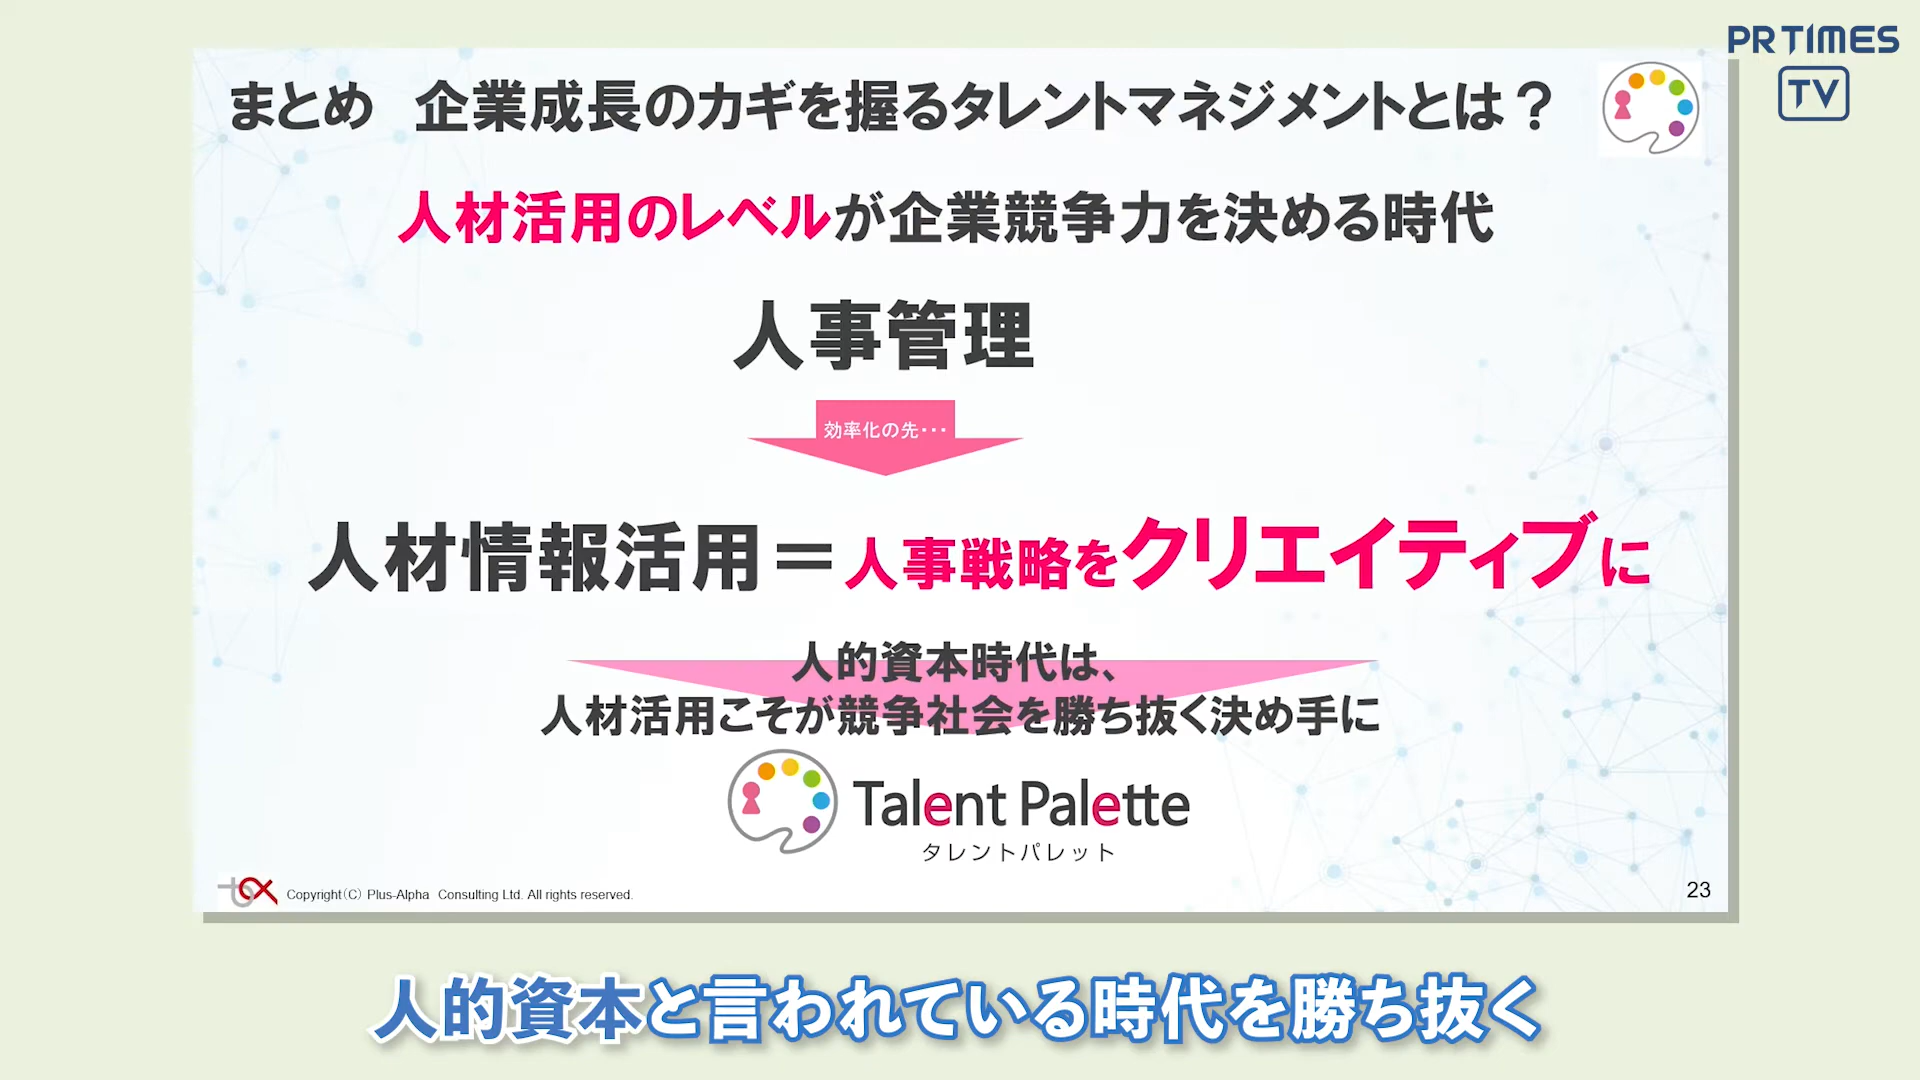 PR TIMES
TV
まとめ　企業成長のカギを握るタレントマネジメントとは？
人材活用のレベルが企業競争力を決める時代
人事管理
効率化の先･･･
人材情報活用＝人事戦略をクリエイティブに
人的資本時代は、
人材活用こそが競争社会を勝ち抜く決め手に
Talent Palette
タレントパレット
Copyright（C） Plus-Alpha　Consulting Ltd. All rights reserved.
23
人的資本と言われている時代を勝ち抜く